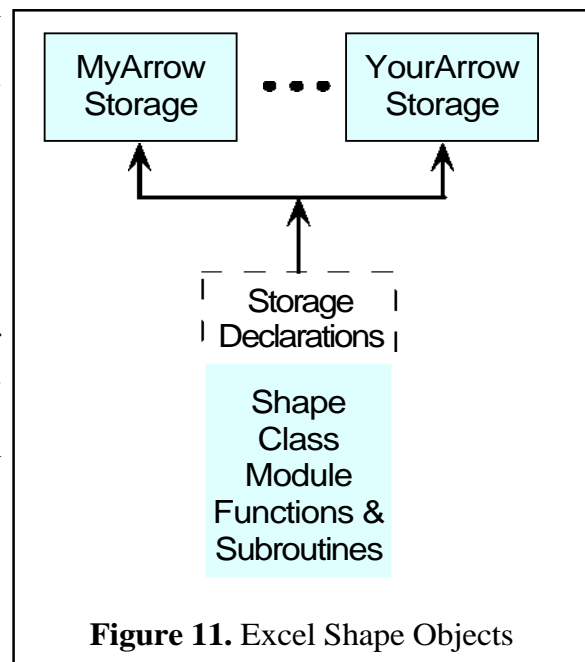 MyArrow
Storage
YourArrow
Storage
Storage
Declarations
Shape
Class
Module
Functions &
Subroutines
Figure 11. Excel Shape Objects